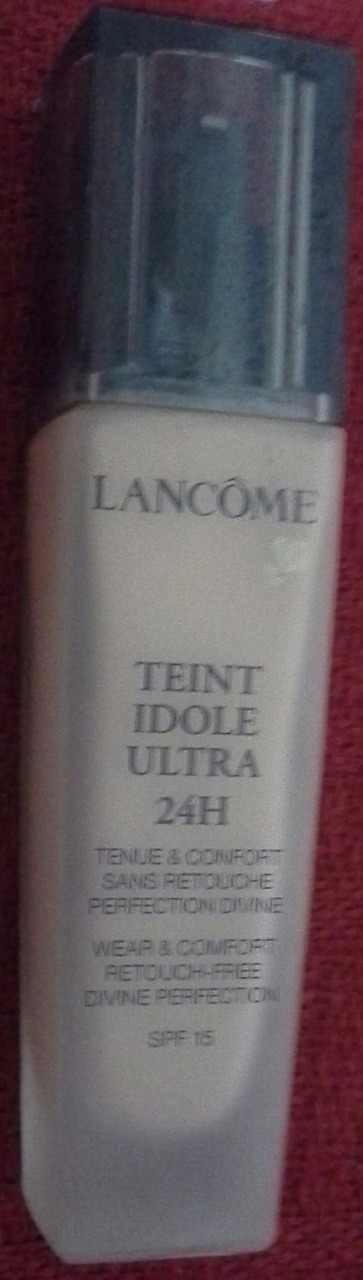 LANCÔME
TEINT
IDOLE
ULTRA
24H
TENUE & CONFORT
SANS RETOUCHE
PERFECTION DIVINE
WEAR & COMFORT
RETOUCH-FREE
DIVINE PERFECTION
SPF 15